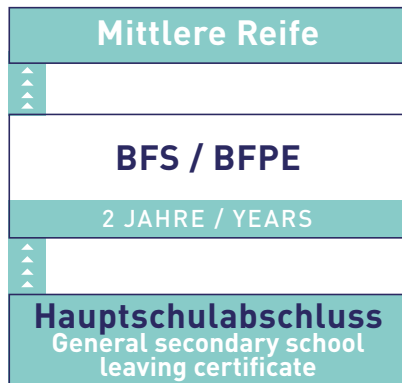 Mittlere Reife
BFS / BFPE
2 JAHRE / YEARS
Hauptschulabschluss
General secondary school
leaving certificate